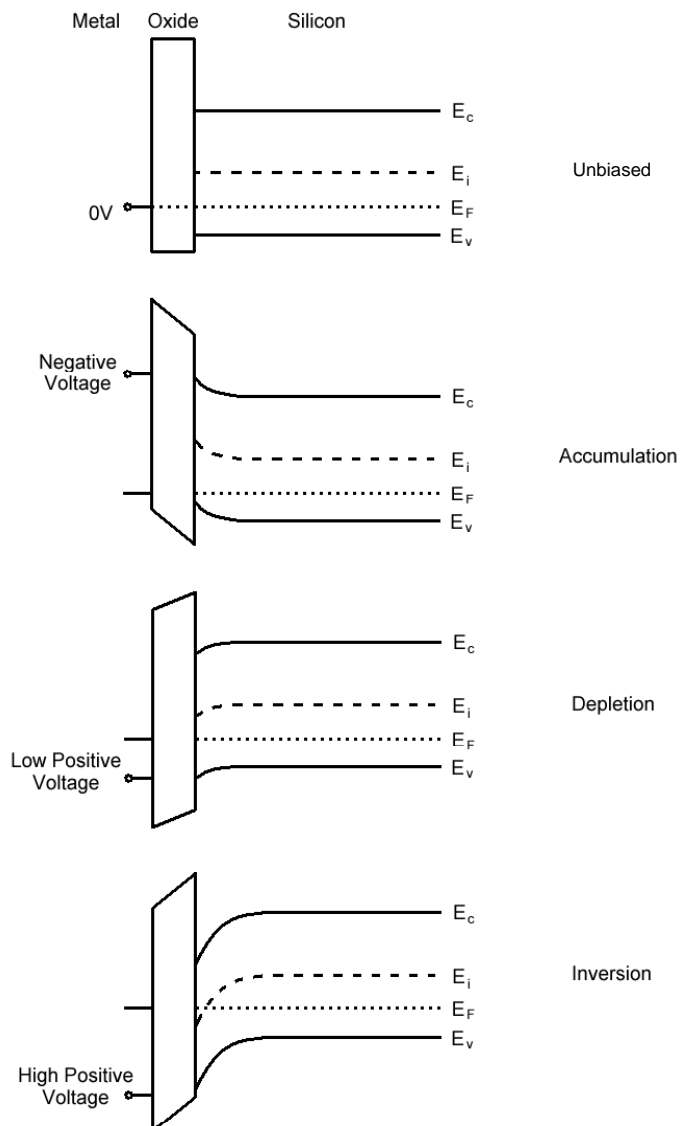 Metal Oxide Silicon
E_c
E_i
Unbiased
0V
E_F
E_v
Negative
Voltage
E_c
E_i
Accumulation
E_F
E_v
E_c
E_i
Depletion
E_F
Low Positive
Voltage
E_v
E_c
E_i
Inversion
E_F
E_v
High Positive
Voltage